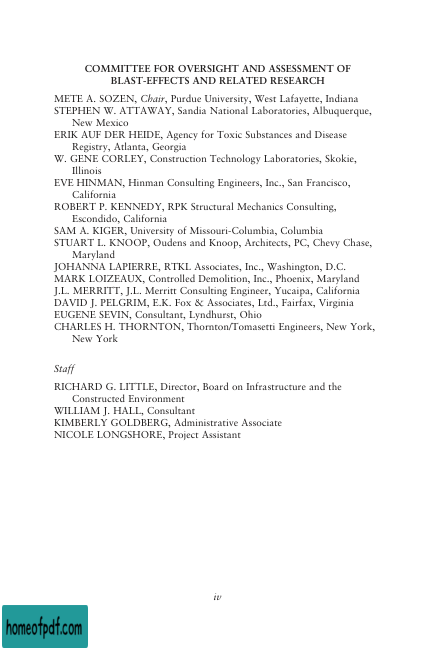 COMMITTEE FOR OVERSIGHT AND ASSESSMENT OF
BLAST-EFFECTS AND RELATED RESEARCH
METE A. SOZEN, Chair, Purdue University, West Lafayette, Indiana
STEPHEN W. ATTAWAY, Sandia National Laboratories, Albuquerque,
New Mexico
ERIK AUF DER HEIDE, Agency for Toxic Substances and Disease
Registry, Atlanta, Georgia
W. GENE CORLEY, Construction Technology Laboratories, Skokie,
Illinois
EVE HINMAN, Hinman Consulting Engineers, Inc., San Francisco,
California
ROBERT P. KENNEDY, RPK Structural Mechanics Consulting,
Escondido, California
SAM A. KIGER, University of Missouri-Columbia, Columbia
STUART L. KNOOP, Oudens and Knoop, Architects, PC, Chevy Chase,
Maryland
JOHANNA LAPIERRE, RTKL Associates, Inc., Washington, D.C.
MARK LOIZEAUX, Controlled Demolition, Inc., Phoenix, Maryland
J.L. MERRITT, J.L. Merritt Consulting Engineer, Yucaipa, California
DAVID J. PELGRIM, E.K. Fox & Associates, Ltd., Fairfax, Virginia
EUGENE SEVIN, Consultant, Lyndhurst, Ohio
CHARLES H. THORNTON, Thornton/Tomasetti Engineers, New York,
New York
Staff
RICHARD G. LITTLE, Director, Board on Infrastructure and the
Constructed Environment
WILLIAM J. HALL, Consultant
KIMBERLY GOLDBERG, Administrative Associate
NICOLE LONGSHORE, Project Assistant
iv
homeofpdf.com